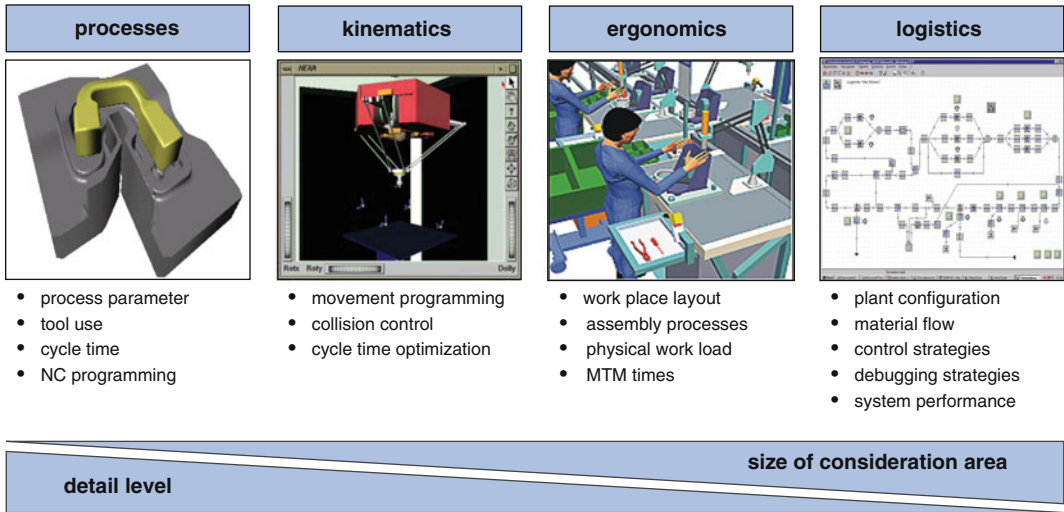 processes
kinematics
ergonomics
logistics
HEXA
Rotx Roty
Dolly
• process parameter
• tool use
• cycle time
• NC programming
• movement programming
• collision control
• cycle time optimization
• work place layout
• assembly processes
• physical work load
• MTM times
• plant configuration
• material flow
• control strategies
• debugging strategies
• system performance
size of consideration area
detail level